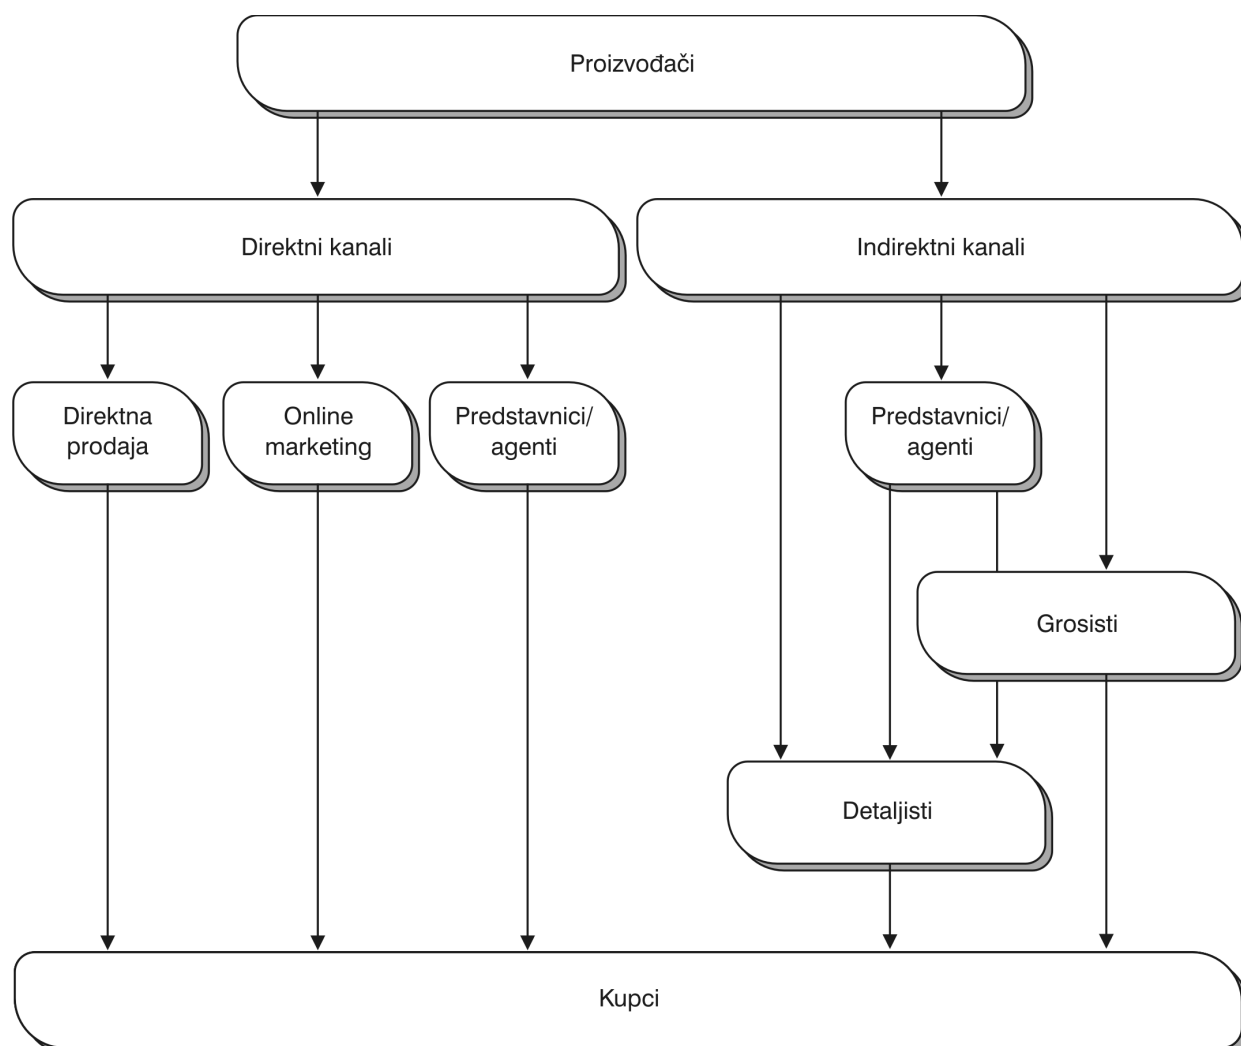 Proizvođači
Direktni kanali
Indirektni kanali
Direktna
prodaja
Online
marketing
Predstavnici/
agenti
Predstavnici/
agenti
Grosisti
Detaljisti
Kupci